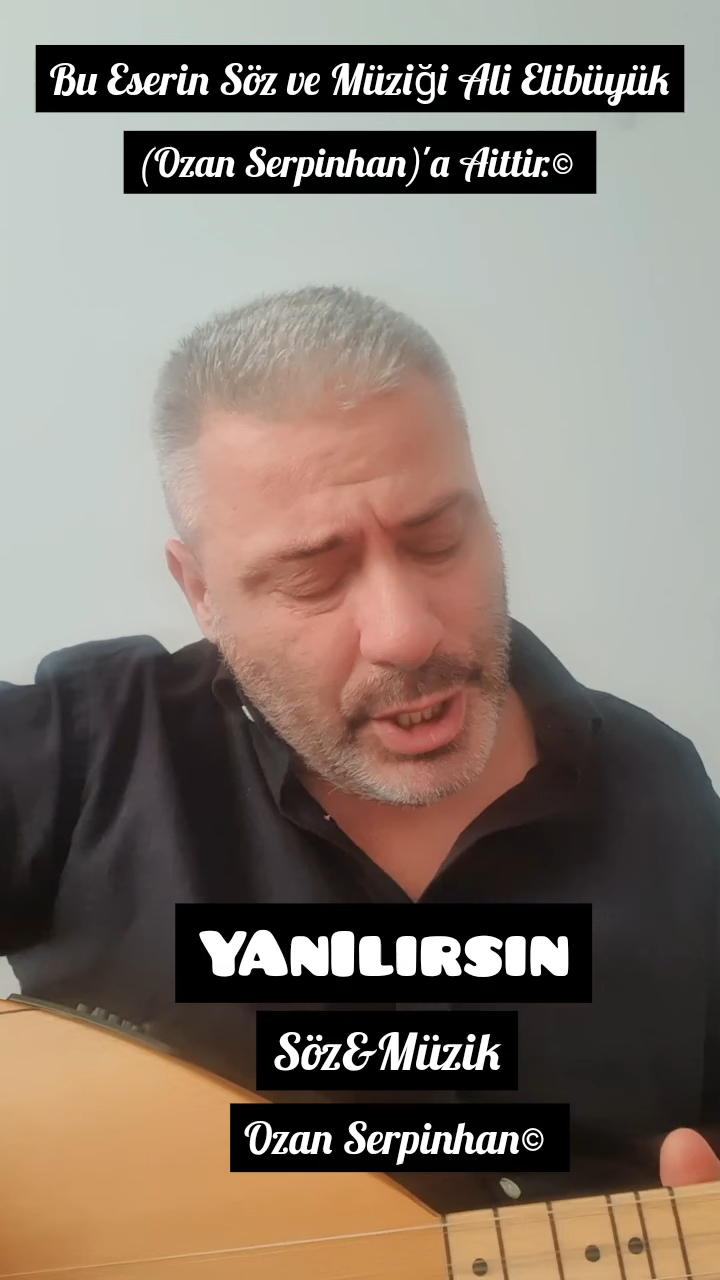 Bu Eserin Söz ve Müziği Ali Elibüyük
(Ozan Serpinhan)'a Aittir.©
YANILIRSIN
Söz&Müzik
Ozan Serpinhan©